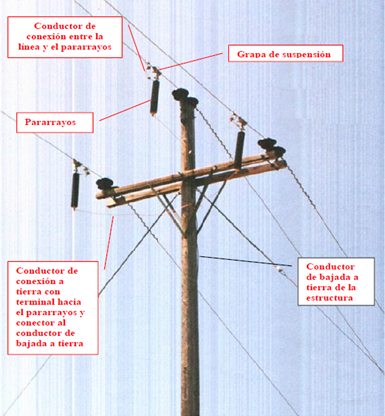 Conductor de
conexión entre la
línea y el pararrayos
Grapa de suspensión
Pararrayos
Conductor de
conexión a
tierra con
terminal hacia
el pararrayos y
conector al
conductor de
bajada a tierra
Conductor
de bajada a
tierra de la
estructura